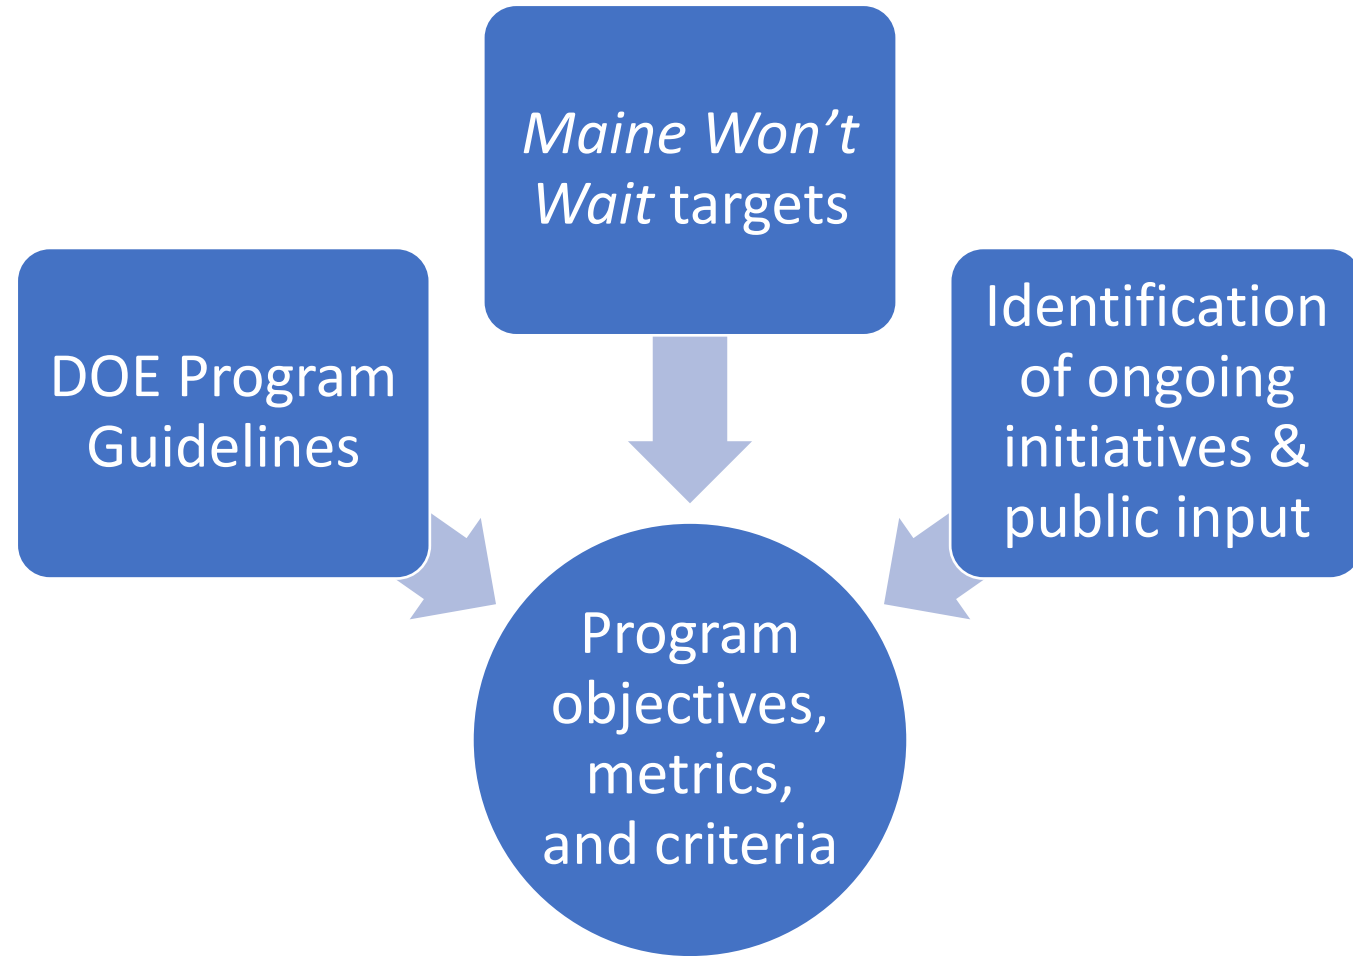 Maine Won’t
Wait targets
DOE Program
Guidelines
Identification
of ongoing
initiatives &
public input
Program
objectives,
metrics,
and criteria